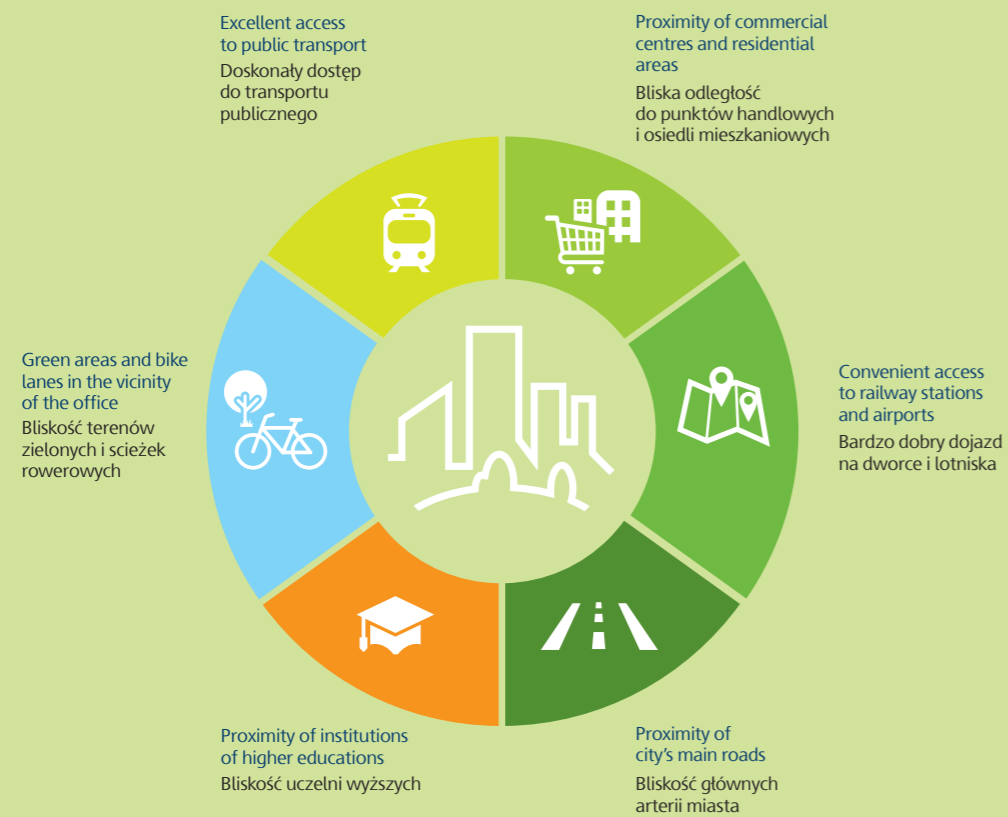 Excellent access
to public transport
Doskonały dostęp
do transportu
publicznego
Proximity of commercial
centres and residential
areas
Bliska odległość
do punktów handlowych
i osiedli mieszkaniowych
Green areas and bike
lanes in the vicinity
of the office
Bliskość terenów
zielonych i scieżek
rowerowych
Convenient access
to railway stations
and airports
Bardzo dobry dojazd
na dworce i lotniska
Proximity of institutions
of higher educations
Bliskość uczelni wyższych
Proximity of
city's main roads
Bliskość głównych
arterii miasta